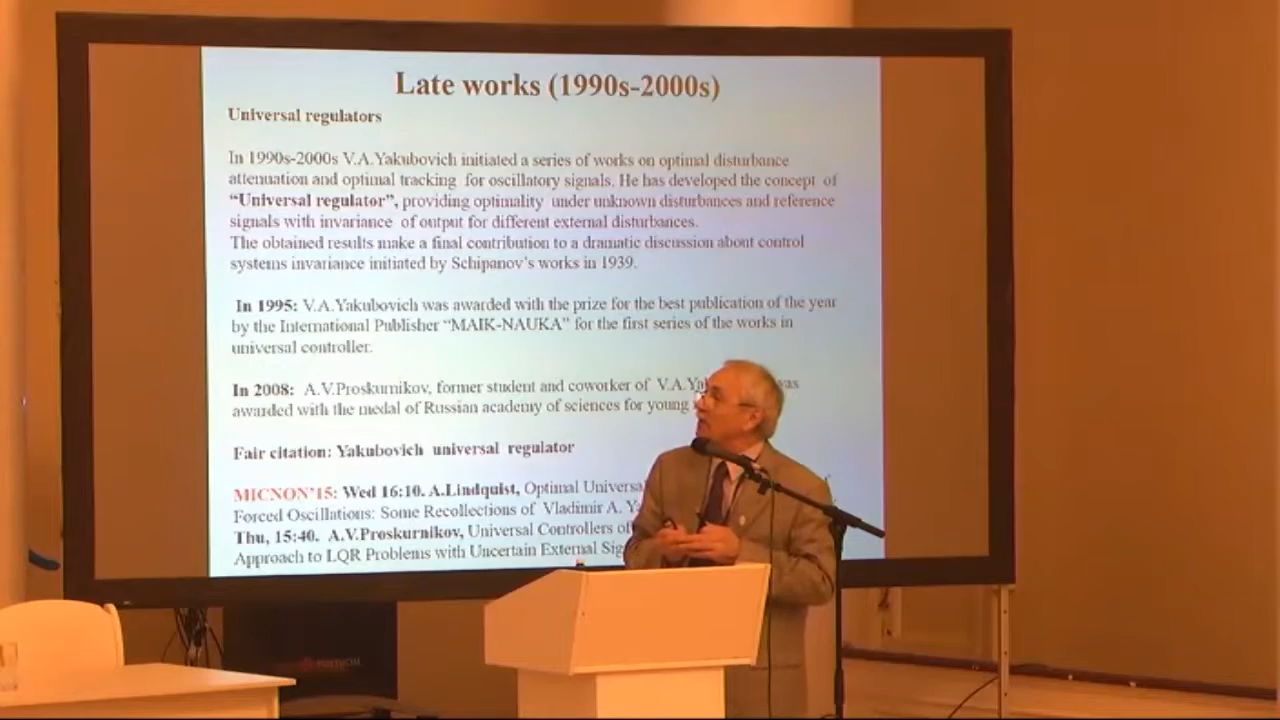 Late works (1990s-2000s)
Universal regulators
In 1990s-2000s V.A.Yakubovich initiated a series of works on optimal disturbance
attenuation and optimal tracking for oscillatory signals. He has developed the concept of
“Universal regulator”, providing optimality under unknown disturbances and reference
signals with invariance of output for different external disturbances.
The obtained results make a final contribution to a dramatic discussion about control
systems invariance initiated by Schipanov’s works in 1939.
In 1995: V.A.Yakubovich was awarded with the prize for the best publication of the year
by the International Publisher “MAIK-NAUKA” for the first series of the works in
universal controller.
In 2008: A.V.Proskurnikov, former student and coworker of V.A.Ya was
awarded with the medal of Russian academy of sciences for young
Fair citation: Yakubovich universal regulator
MICNON’15: Wed 16:10. A.Lindquist, Optimal Universa
Forced Oscillations: Some Recollections of Vladimir A. Y
Thu, 15:40. A.V.Proskurnikov, Universal Controllers of
Approach to LQR Problems with Uncertain External Sig